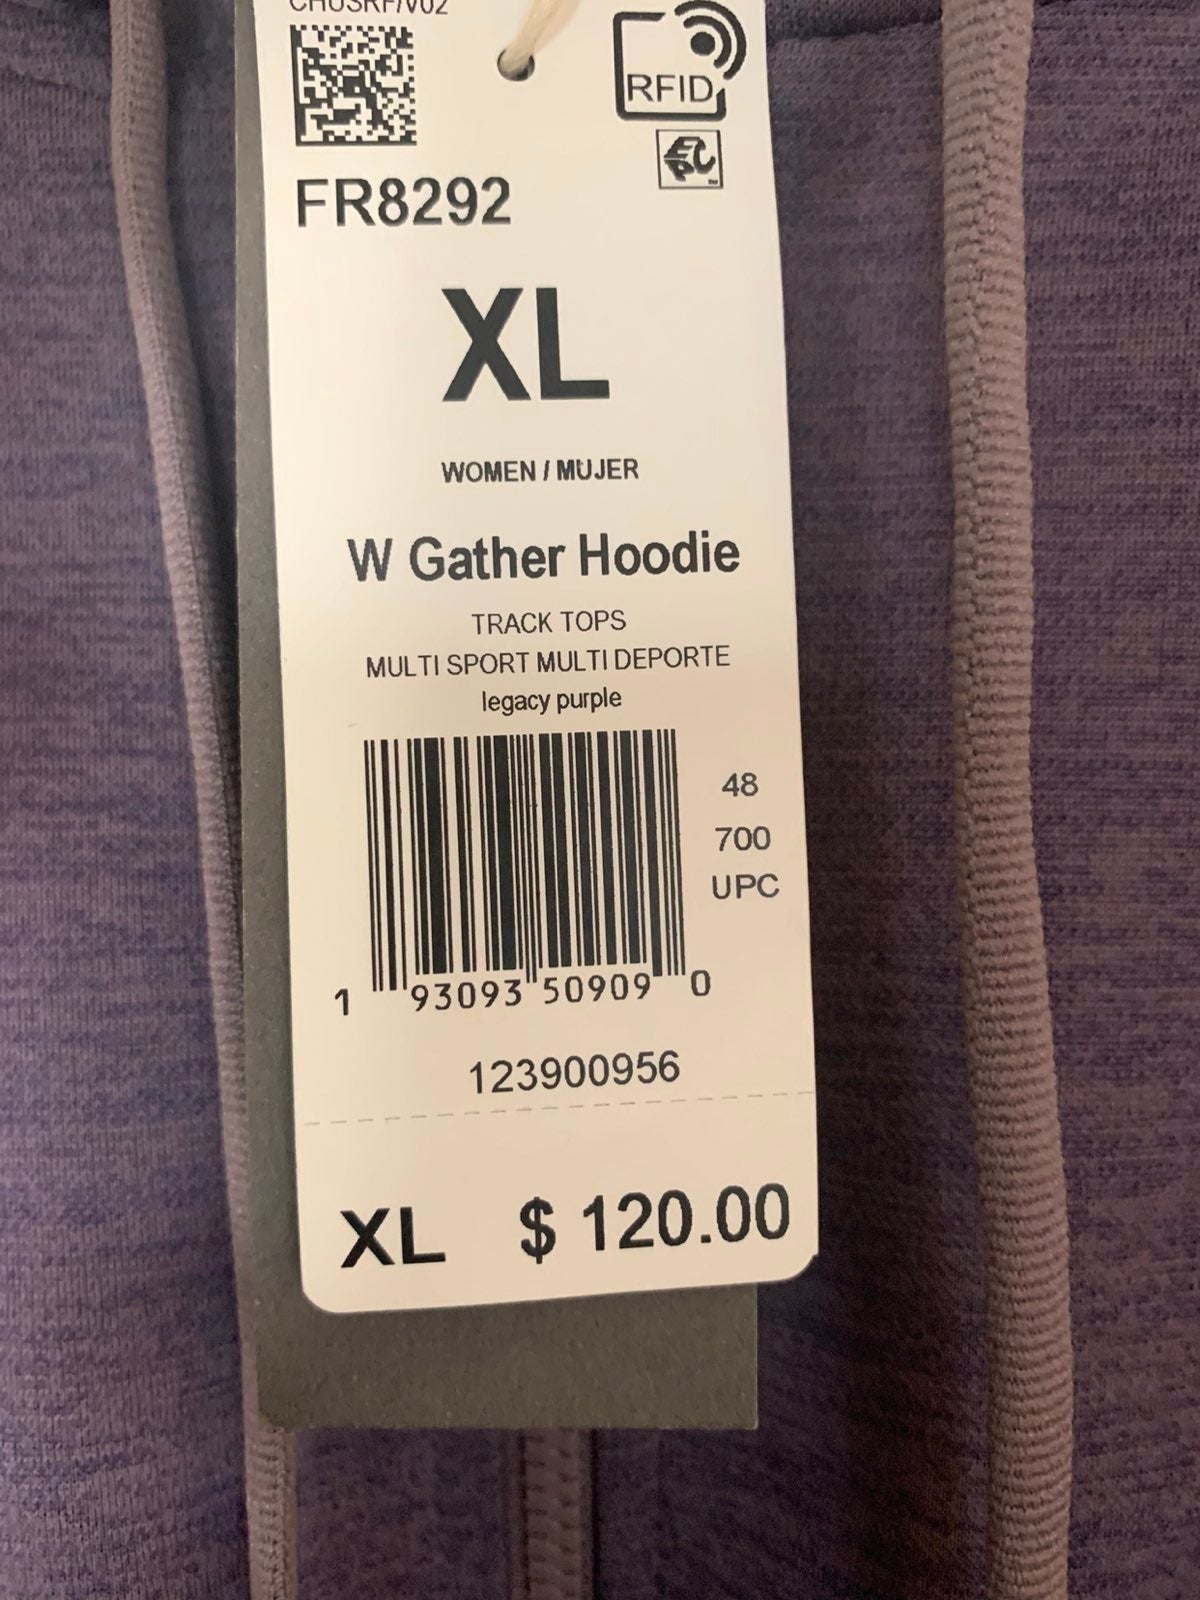 RFID
EPC
FR8292
XL
WOMEN / MUJER
W Gather Hoodie
TRACK TOPS
MULTI SPORT MULTI DEPORTE
legacy purple
48
700
UPC
1 93093 50909 0
123900956
XL $ 120.00